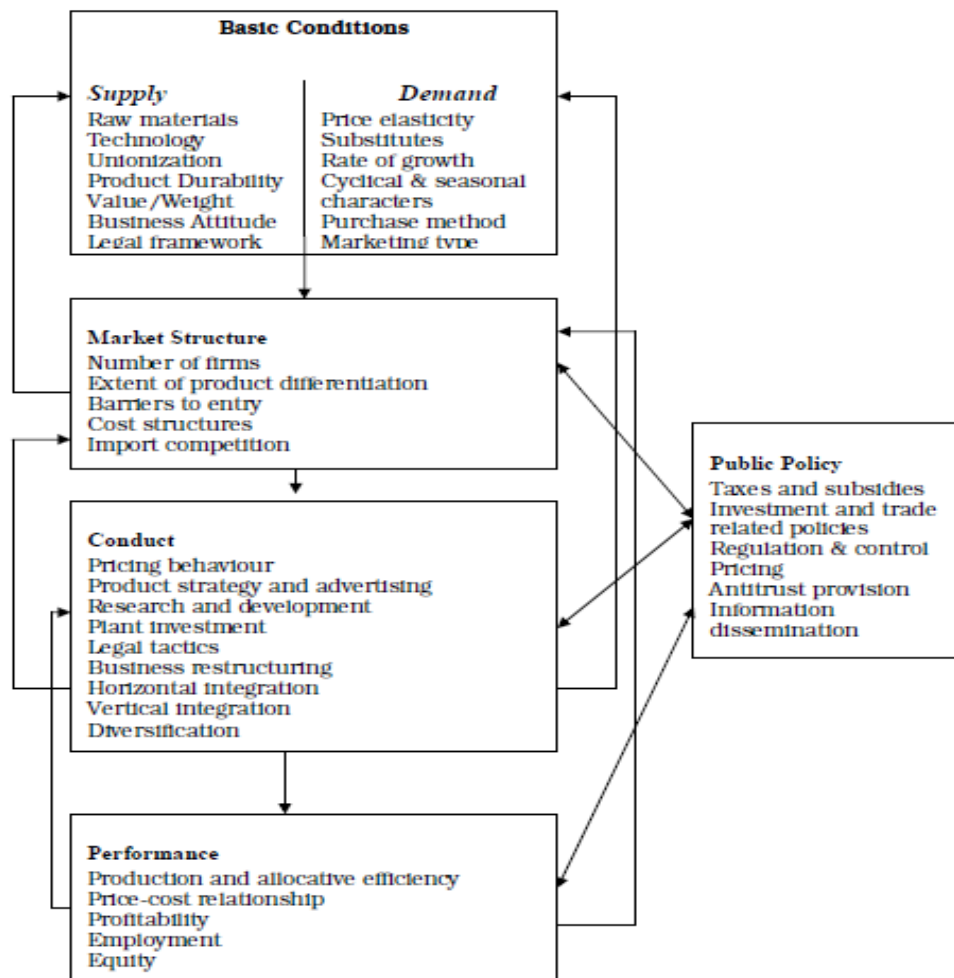 Basic Conditions
Supply
Raw materials
Technology
Unionization
Product Durability
Value/Weight
Business Attitude
Legal framework
Demand
Price elasticity
Substitutes
Rate of growth
Cyclical & seasonal
characters
Purchase method
Marketing type
Market Structure
Number of firms
Extent of product differentiation
Barriers to entry
Cost structures
Import competition
Conduct
Pricing behaviour
Product strategy and advertising
Research and development
Plant investment
Legal tactics
Business restructuring
Horizontal integration
Vertical integration
Diversification
Performance
Production and allocative efficiency
Price-cost relationship
Profitability
Employment
Equity
Public Policy
Taxes and subsidies
Investment and trade
related policies
Regulation & control
Pricing
Antitrust provision
Information
dissemination